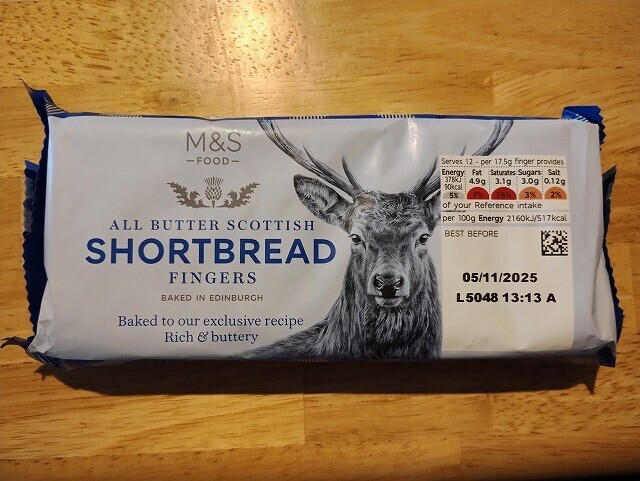 M&S
FOOD
ALL BUTTER SCOTTISH
SHORTBREAD
FINGERS
BAKED IN EDINBURGH
Baked to our exclusive recipe
Rich & buttery
Serves 12 - per 17.5g finger provides
Energy Fat Saturates Sugars Salt
378kJ 4.9g 3.1g 3.0g 0.12g
90kcal
5% 7% 16% 3% 2%
of your Reference intake
per 100g Energy 2160kJ/517kcal
BEST BEFORE
05/11/2025
L5048 13:13 A